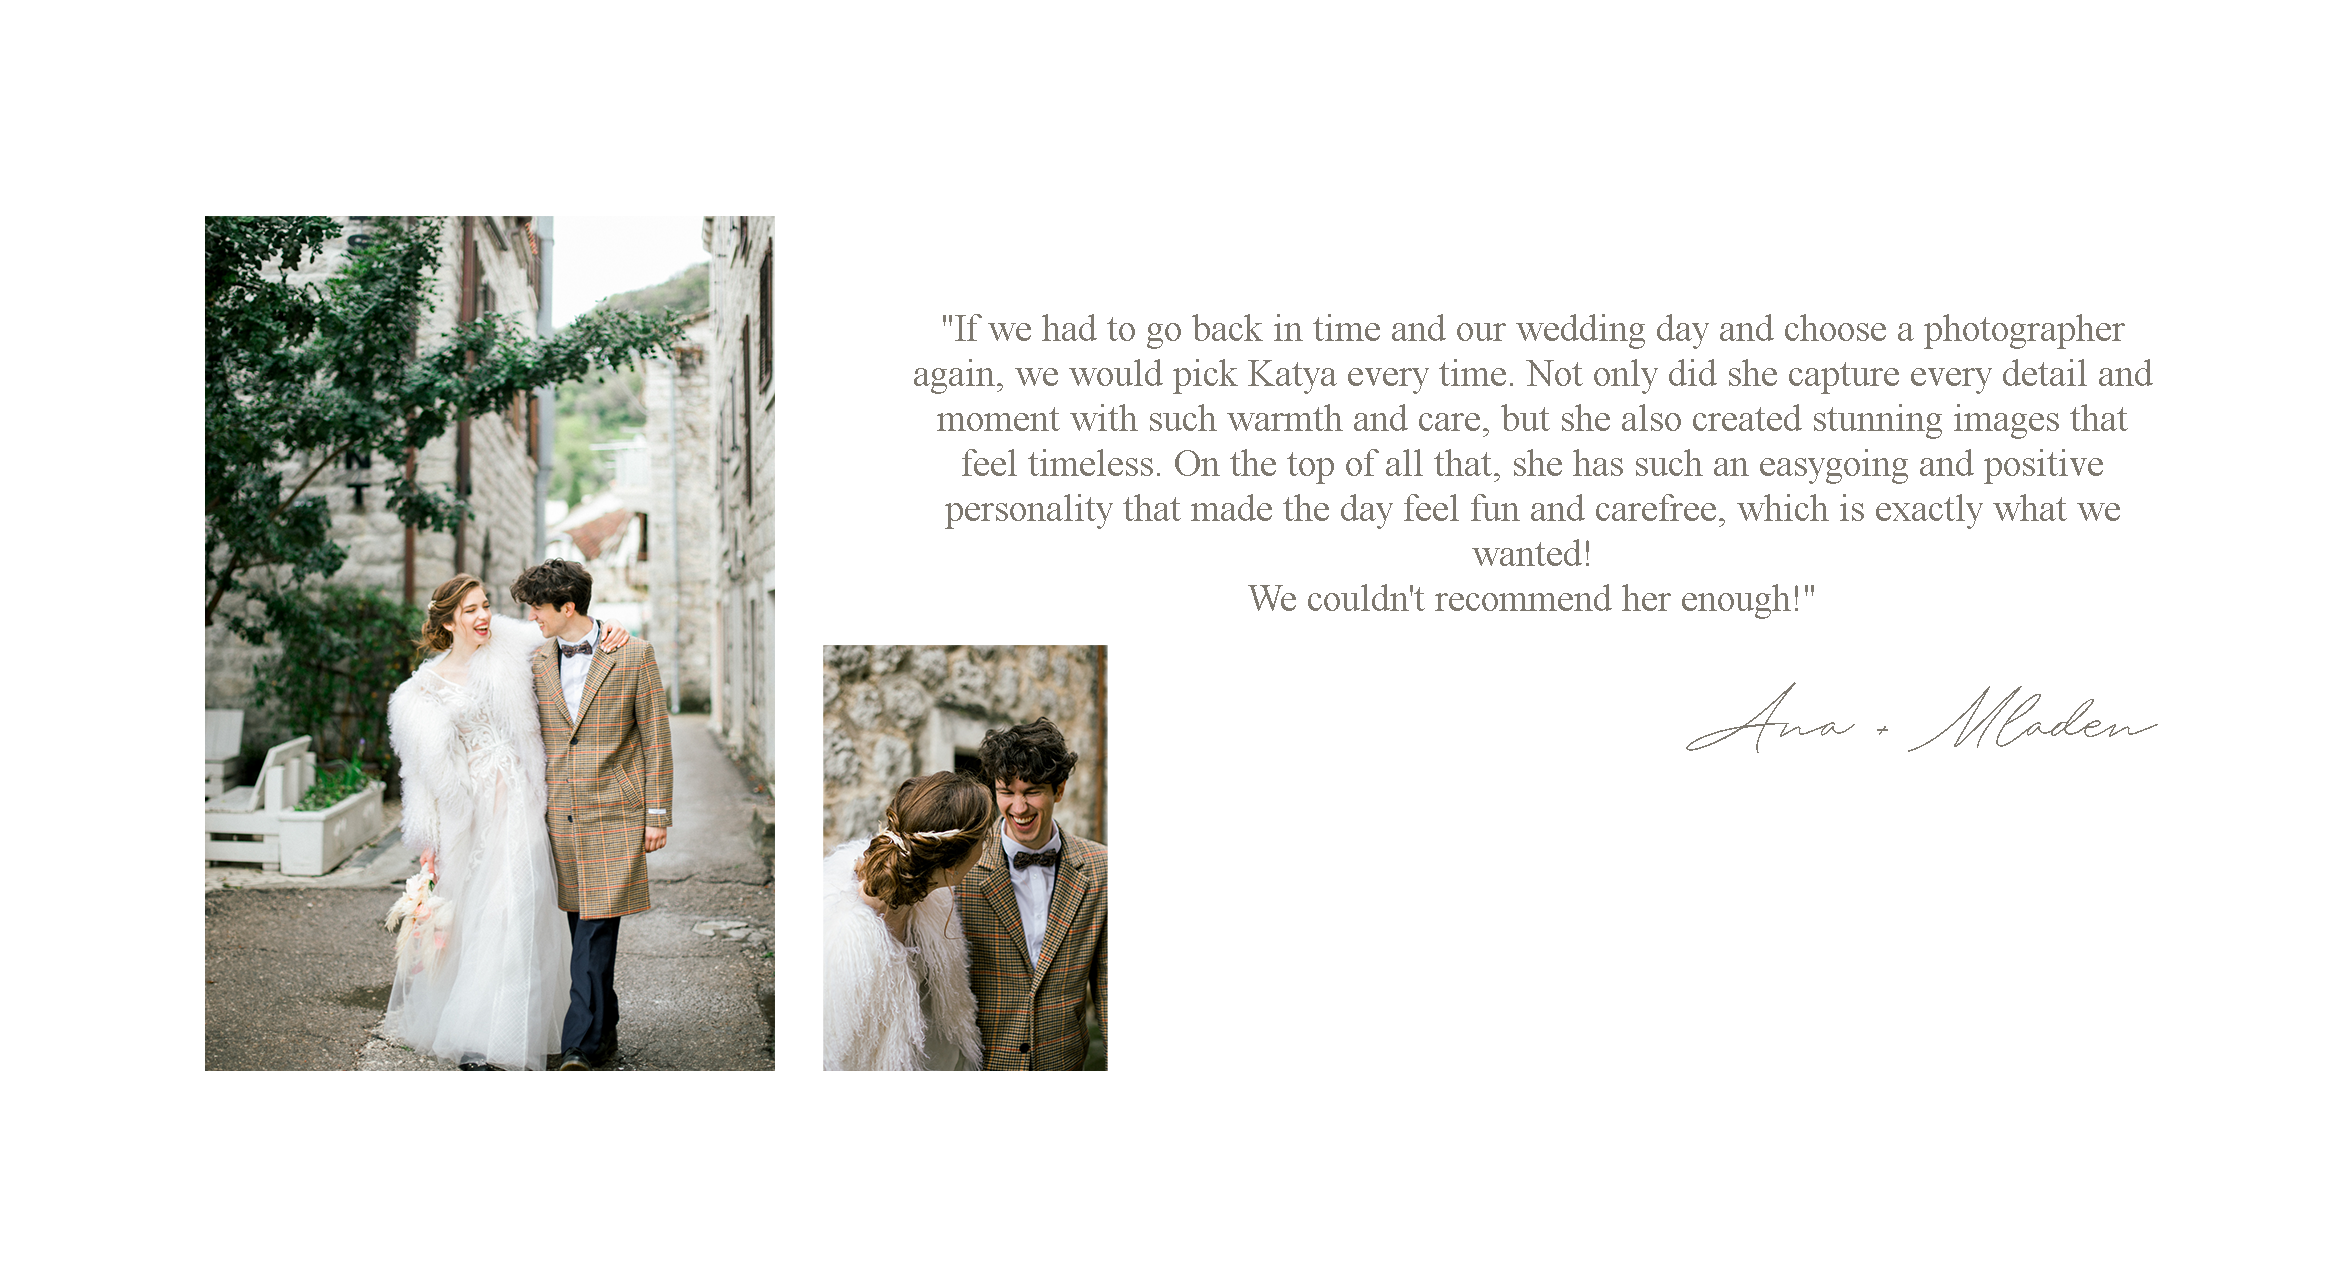 "If we had to go back in time and our wedding day and choose a photographer
again, we would pick Katya every time. Not only did she capture every detail and
moment with such warmth and care, but she also created stunning images that
feel timeless. On the top of all that, she has such an easygoing and positive
personality that made the day feel fun and carefree, which is exactly what we
wanted!
We couldn't recommend her enough!"
Ana + Mladen